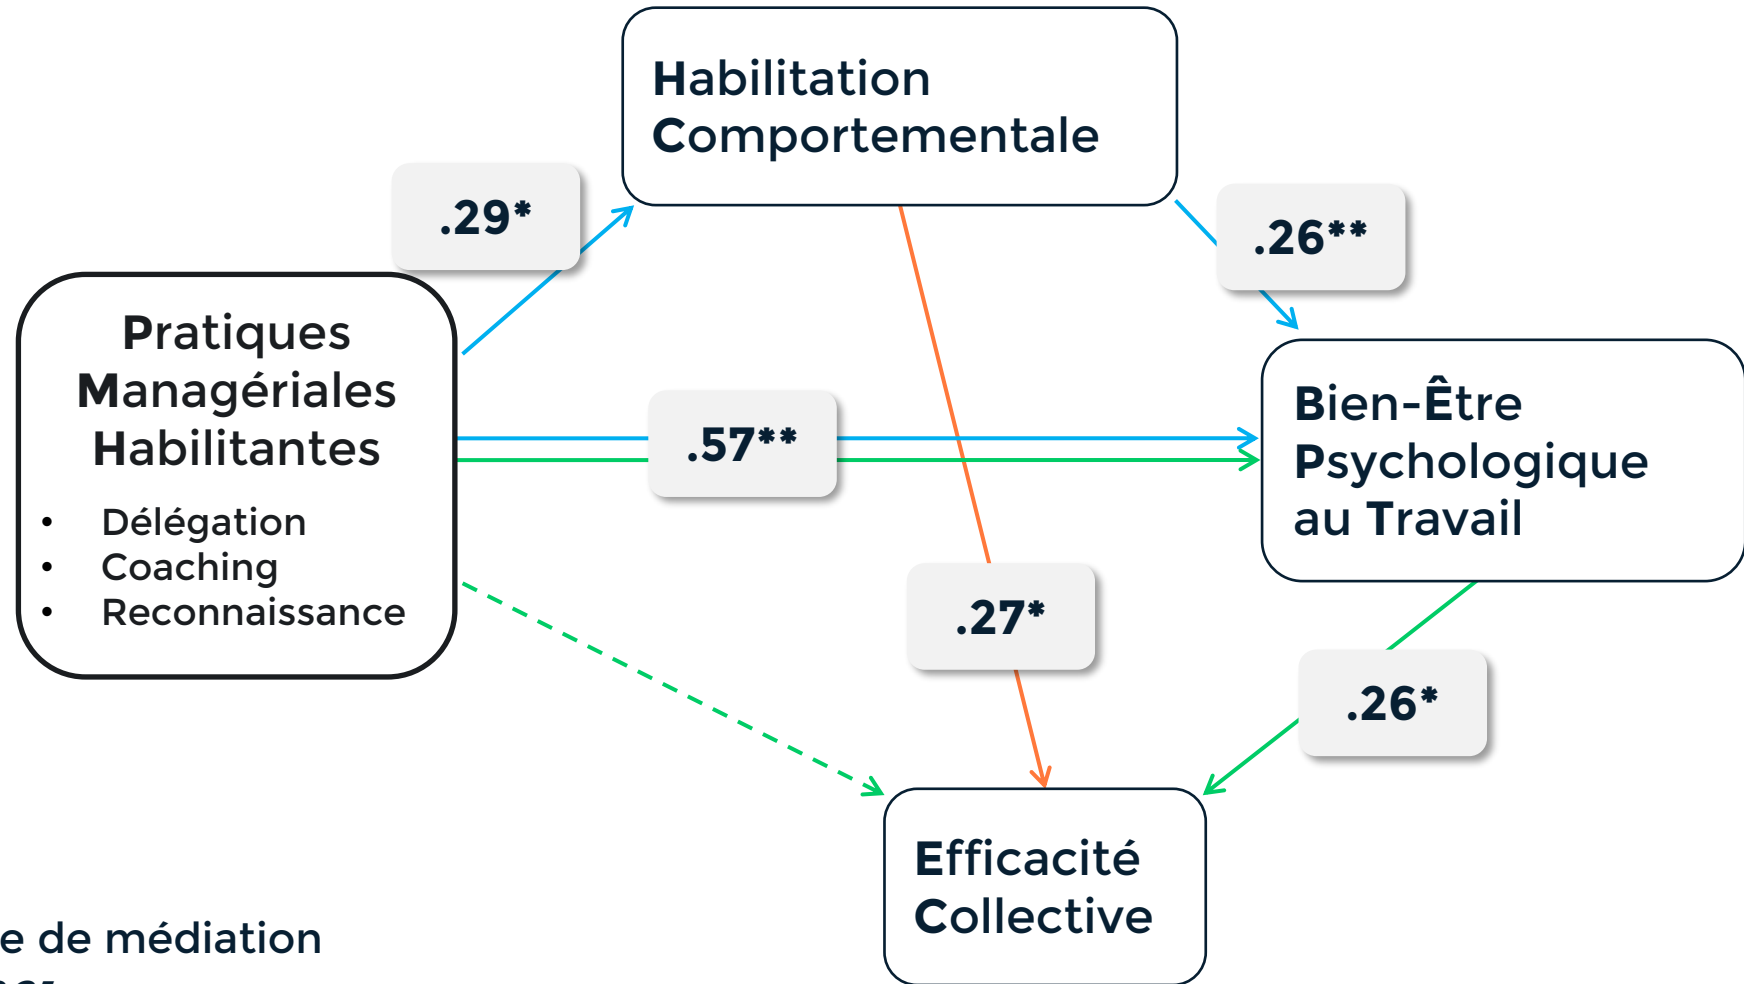 Habilitation
Comportementale
.29*
.26**
Pratiques
Managériales
Habilitantes
• Délégation
• Coaching
• Reconnaissance
.57**
Bien-Être
Psychologique
au Travail
.27*
.26*
Efficacité
Collective
e de médiation